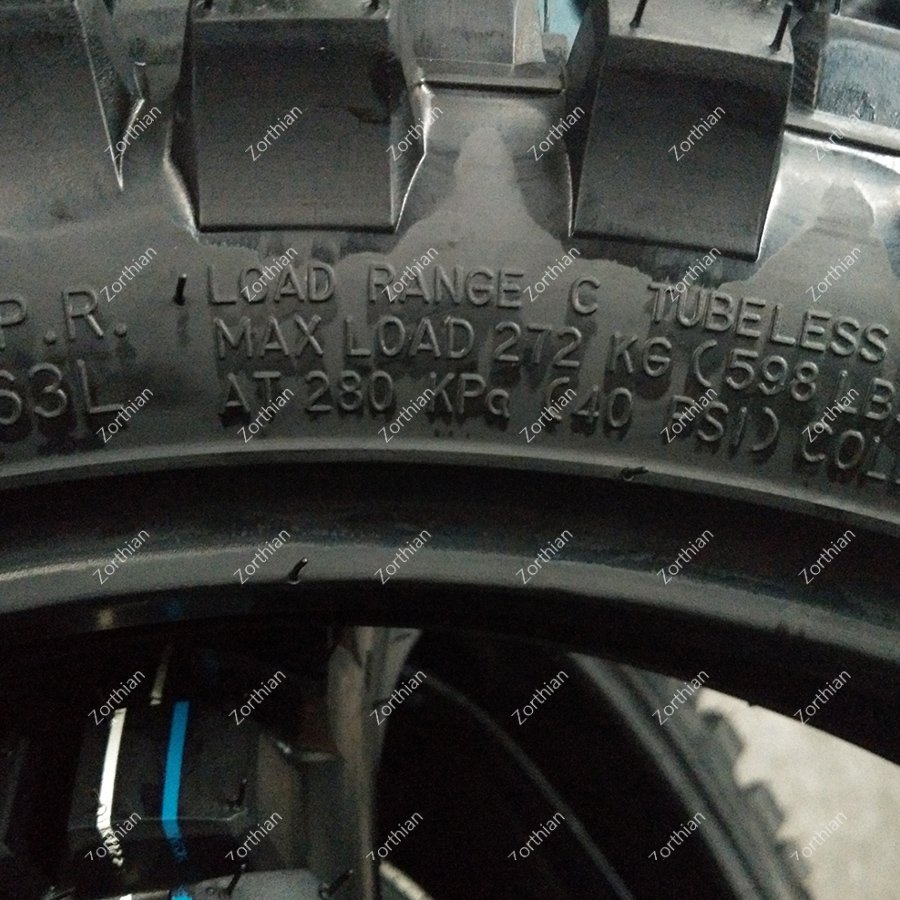 P.R.
63L
LOAD RANGE C TUBELESS
MAX LOAD 272 KG (598 LB
AT 280 KPa (40 PSI) COL
Zorthian